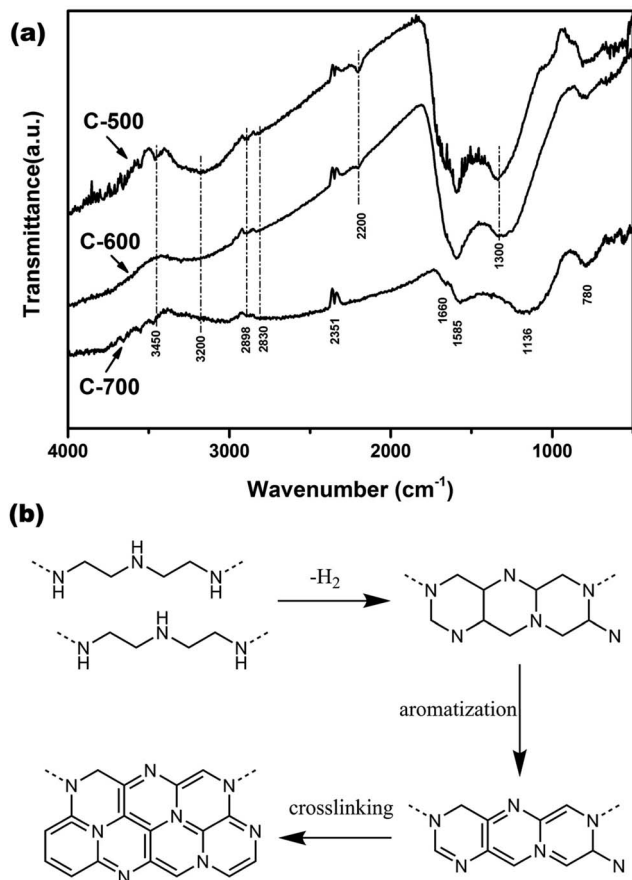 (a)
C-500
C-600
C-700
3450
3200
2898
2830
2351
2200
1660
1585
1300
1136
780
Transmittance(a.u.)
4000 3000 2000 1000
Wavenumber (cm⁻¹)
(b)
H
N
N
H
N
H
N
H
N
H
N
H
-H₂
N
N
N
N
N
N
aromatization
N
N
N
N
N
N
crosslinking
N
N
N
N
N
N
N
N